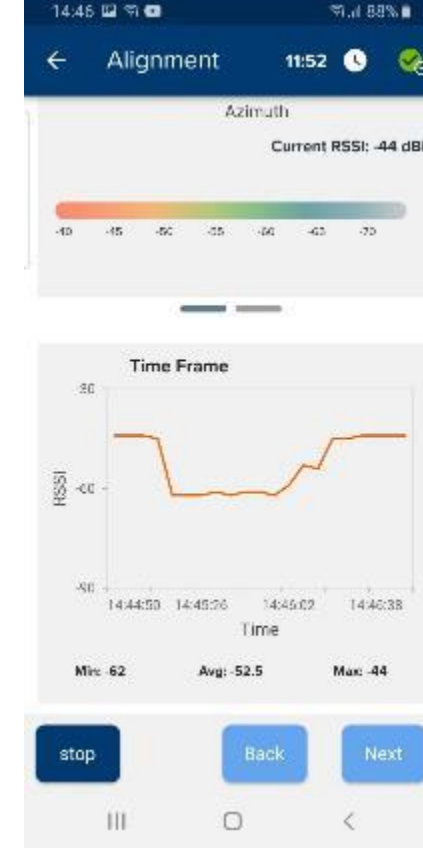 14:46 88%
Alignment 11:52
Azimuth
Current RSSI: -44 dB
-40 -45 -50 -55 -60 -65 -70
Time Frame
-60
-90
RSSI
14:44:50 14:45:26 14:46:02 14:46:38
Time
Min: -62 Avg: -52.5 Max: -44
stop Back Next